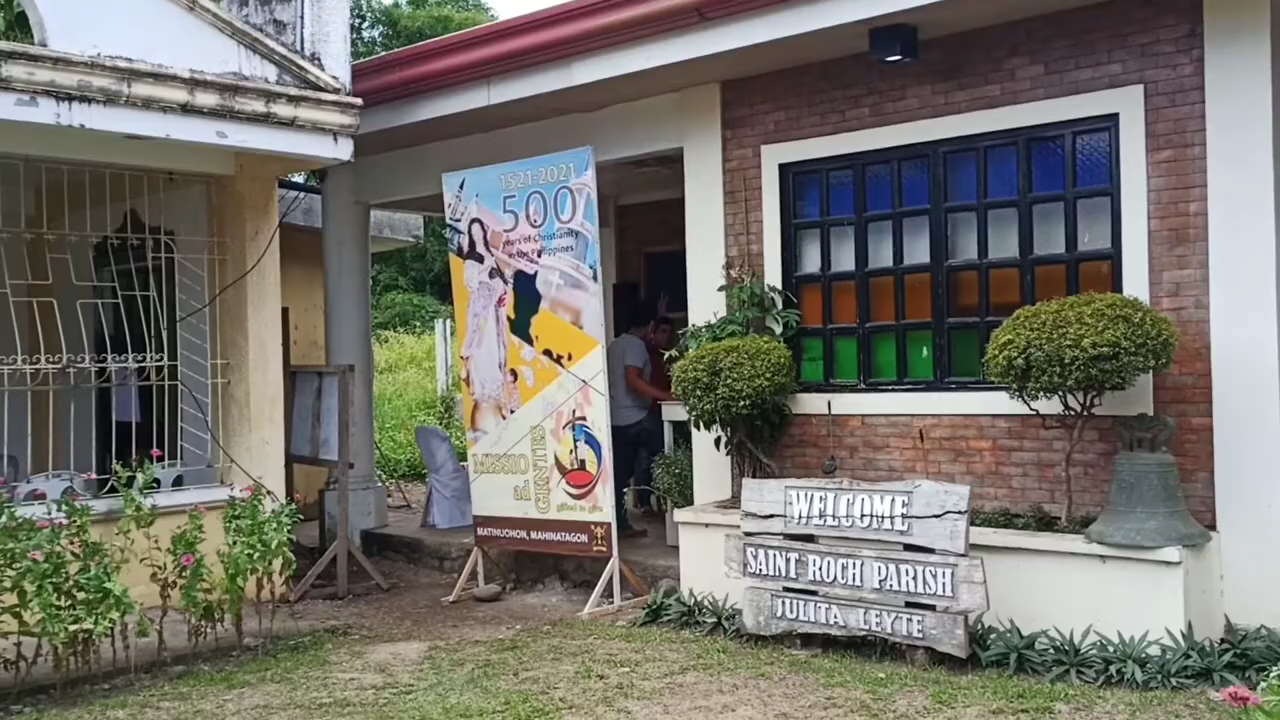 1521-2021
500
years of Christianity
in the Philippines
MISSIO
ad
GENTES
gifted to give
MATINUOHON, MAHINATAGON
WELCOME
SAINT ROCH PARISH
JULITA LEYTE